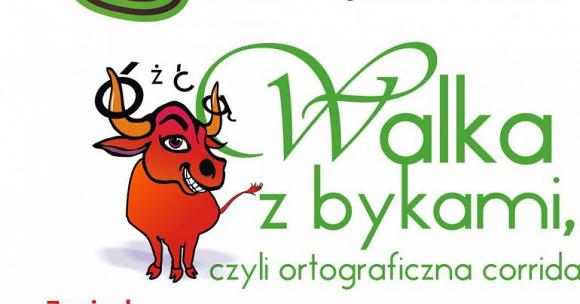 Ó ż ć ą
Walka
z bykami,
czyli ortograficzna corrida